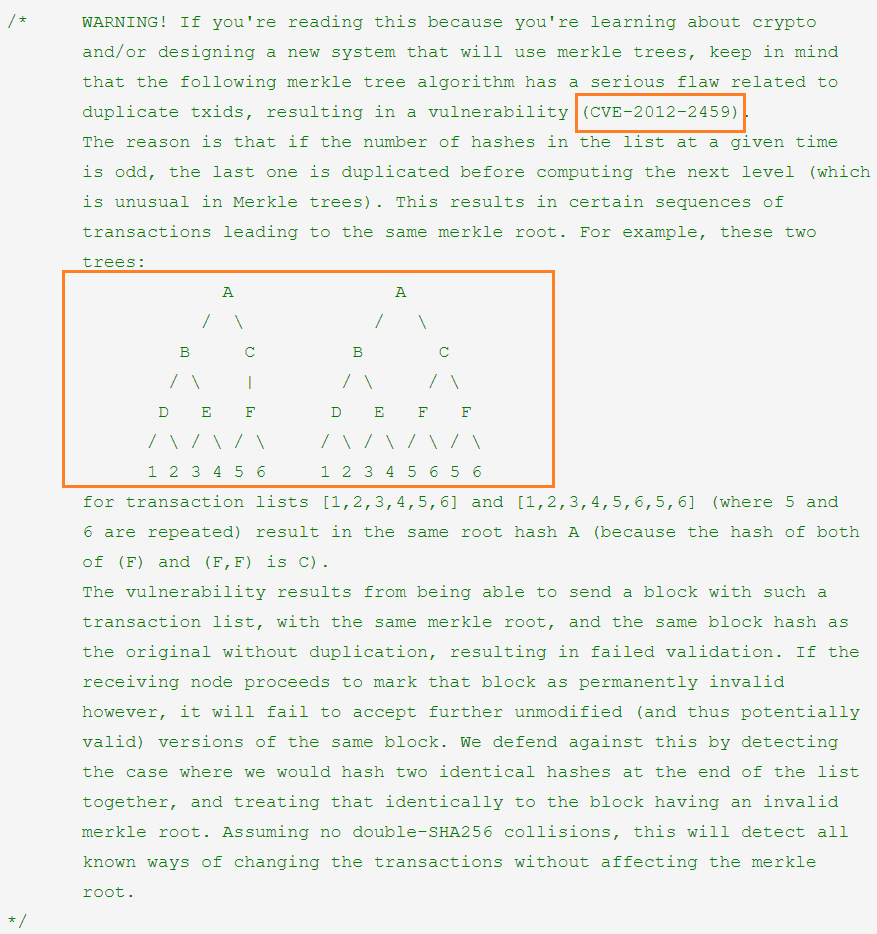 /*     WARNING! If you're reading this because you're learning about crypto
       and/or designing a new system that will use merkle trees, keep in mind
       that the following merkle tree algorithm has a serious flaw related to
       duplicate txids, resulting in a vulnerability (CVE-2012-2459).
       The reason is that if the number of hashes in the list at a given time
       is odd, the last one is duplicated before computing the next level (which
       is unusual in Merkle trees). This results in certain sequences of
       transactions leading to the same merkle root. For example, these two
       trees:
                    A               A
                  /  \            /   \
                B     C         B       C
               / \    |        / \     / \
              D   E   F       D   E   F   F
             / \ / \ / \     / \ / \ / \ / \
             1 2 3 4 5 6     1 2 3 4 5 6 5 6
       for transaction lists [1,2,3,4,5,6] and [1,2,3,4,5,6,5,6] (where 5 and
       6 are repeated) result in the same root hash A (because the hash of both
       of (F) and (F,F) is C).
       The vulnerability results from being able to send a block with such a
       transaction list, with the same merkle root, and the same block hash as
       the original without duplication, resulting in failed validation. If the
       receiving node proceeds to mark that block as permanently invalid
       however, it will fail to accept further unmodified (and thus potentially
       valid) versions of the same block. We defend against this by detecting
       the case where we would hash two identical hashes at the end of the list
       together, and treating that identically to the block having an invalid
       merkle root. Assuming no double-SHA256 collisions, this will detect all
       known ways of changing the transactions without affecting the merkle
       root.
*/